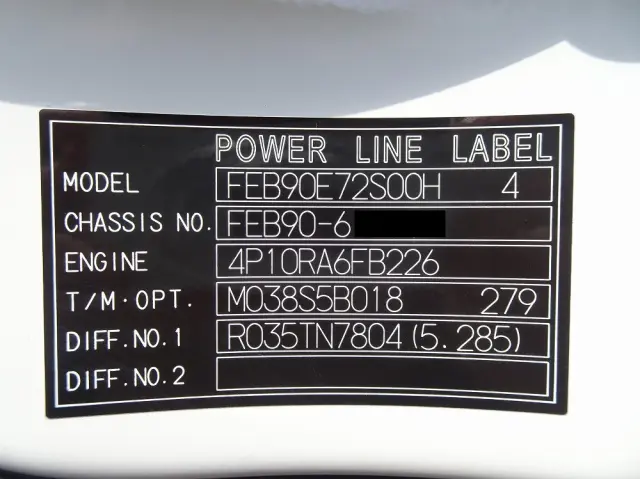 POWER LINE LABEL
MODEL FEB90E72S00H 4
CHASSIS NO. FEB90-6
ENGINE 4P10RA6FB226
T/M·OPT. M038S5B018 279
DIFF.NO.1 R035TN7804(5.285)
DIFF.NO.2